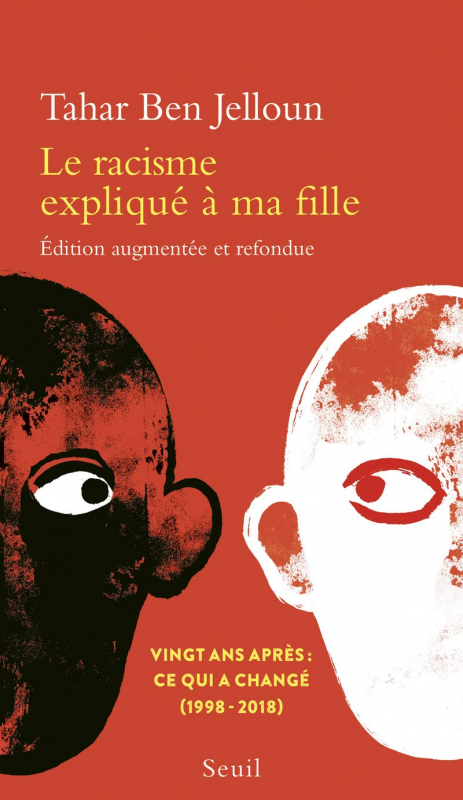 Tahar Ben Jelloun
Le racisme
expliqué à ma fille
Édition augmentée et refondue
VINGT ANS APRÈS :
CE QUI A CHANGÉ
(1998 - 2018)
Seuil